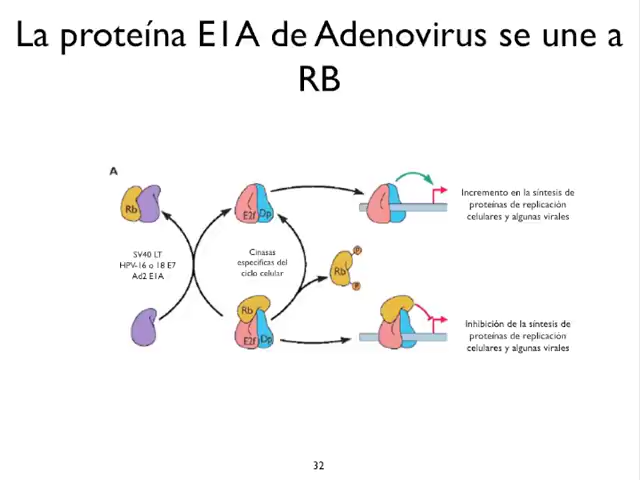 La proteína E1A de Adenovirus se une a
RB
A
Rb
E2f Dp
Incremento en la síntesis de
proteínas de replicación
celulares y algunas virales
SV40 LT
HPV-16 o 18 E7
Ad2 E1A
Cinasas
específicas del
ciclo celular
P
Rb
P
Rb
E2f Dp
Inhibición de la síntesis de
proteínas de replicación
celulares y algunas virales
32